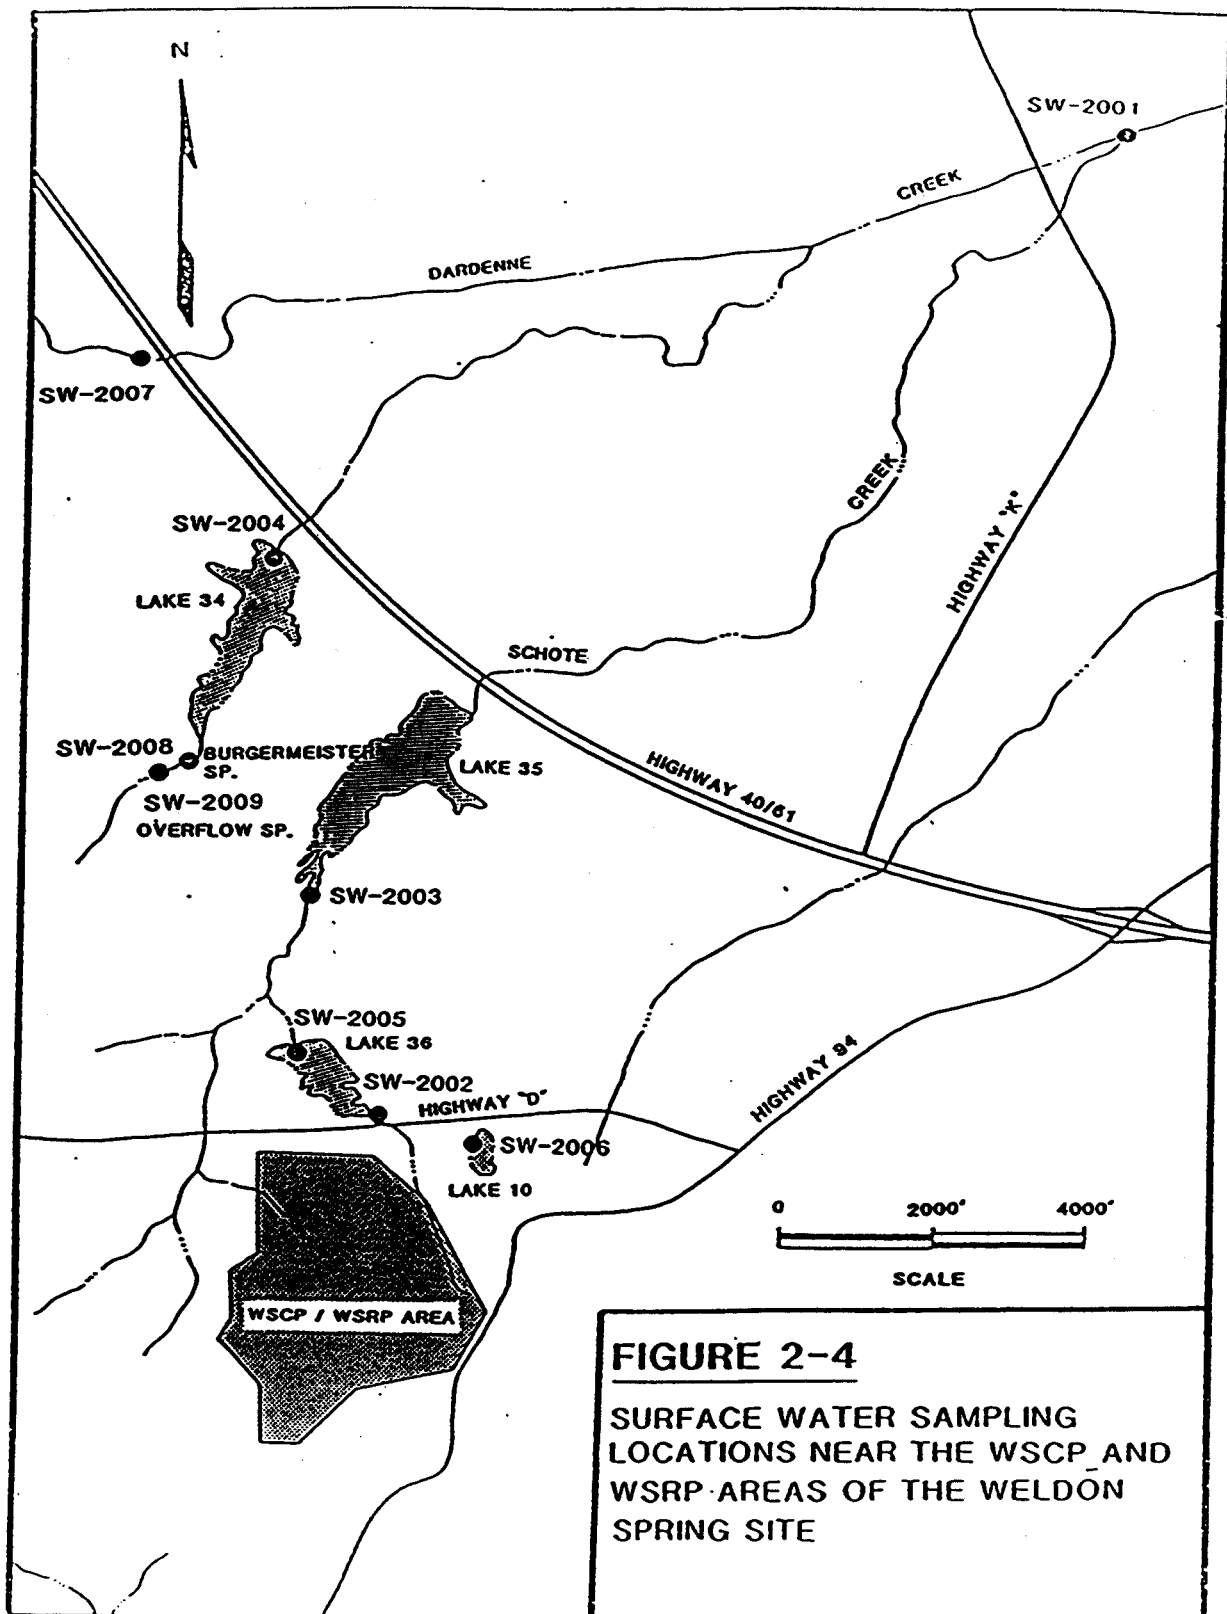 N
SW-2001
CREEK
DARDENNE
SW-2007
CREEK
HIGHWAY "K"
SW-2004
LAKE 34
SCHOTE
SW-2008
BURGERMEISTER
SP.
LAKE 35
HIGHWAY 40/61
SW-2009
OVERFLOW SP.
SW-2003
SW-2005
LAKE 36
HIGHWAY 94
SW-2002
HIGHWAY "D"
SW-2006
LAKE 10
0 2000' 4000'
SCALE
WSCP / WSRP AREA
FIGURE 2-4
SURFACE WATER SAMPLING
LOCATIONS NEAR THE WSCP AND
WSRP AREAS OF THE WELDON
SPRING SITE